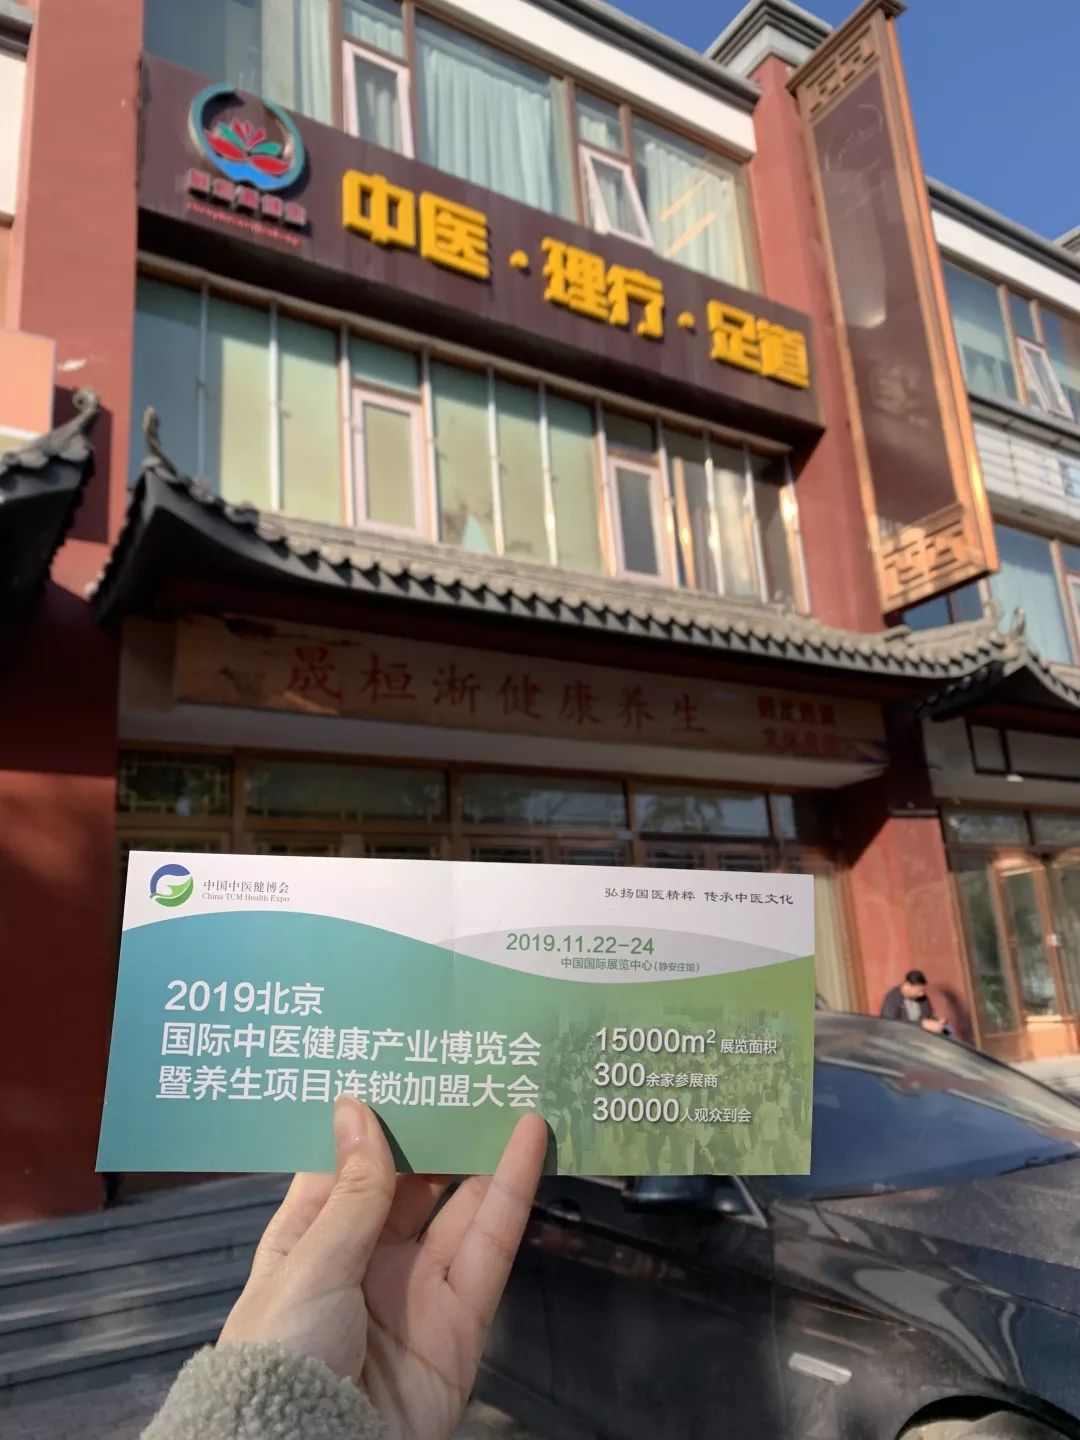 中医·理疗·足道
晟桓淅健康养生
中国中医健博会
China TCM Health Expo
弘扬国医精粹 传承中医文化
2019.11.22-24
中国国际展览中心(静安庄馆)
2019北京
国际中医健康产业博览会
暨养生项目连锁加盟大会
15000m² 展览面积
300余家参展商
30000人观众到会